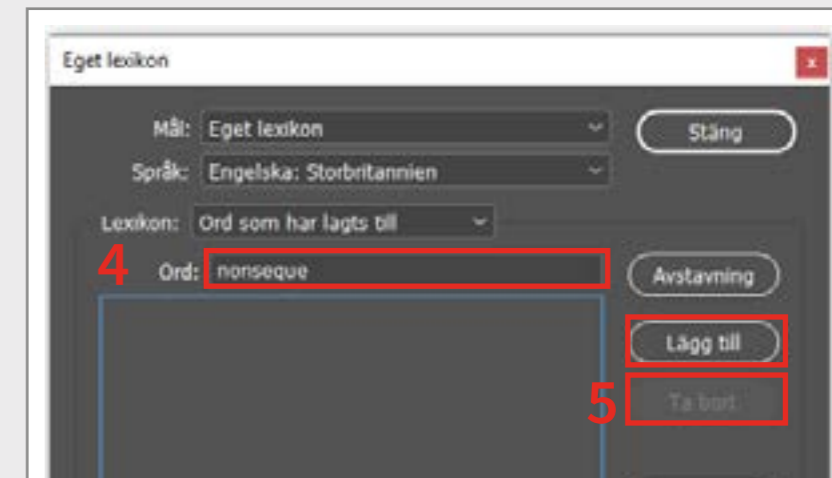 Eget lexikon
x
Mål: Eget lexikon
Stäng
Språk: Engelska: Storbritannien
Lexikon: Ord som har lagts till
4 Ord: nonseque
Avstavning
Lägg till
5 Ta bort